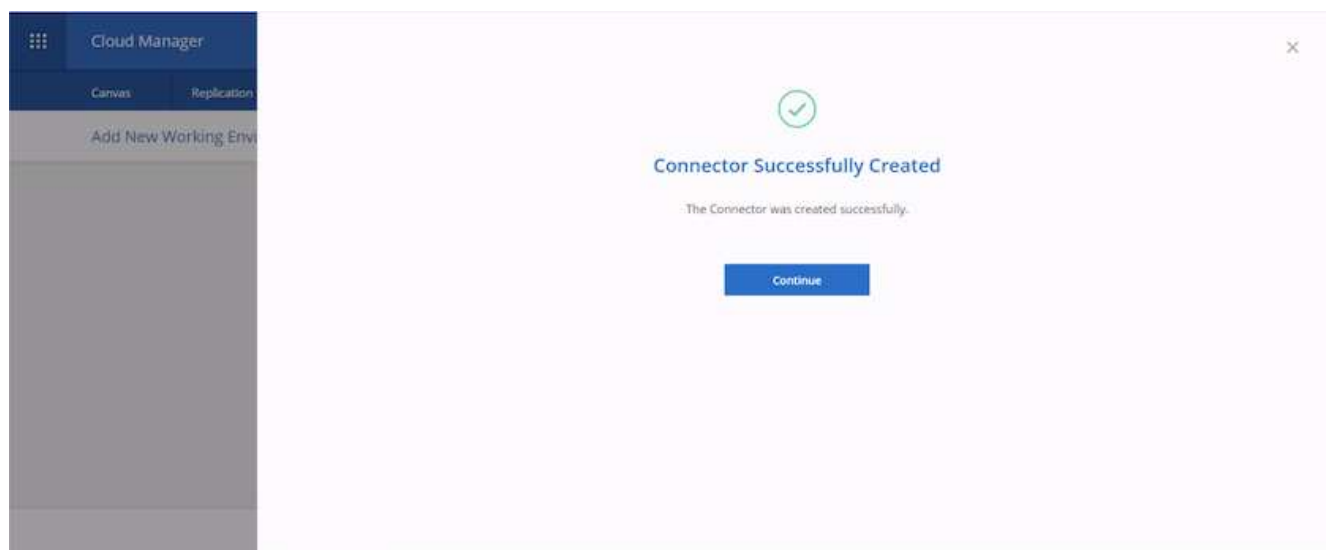 Cloud Manager
Canvas Replication
Add New Working Envi
Connector Successfully Created
The Connector was created successfully.
Continue